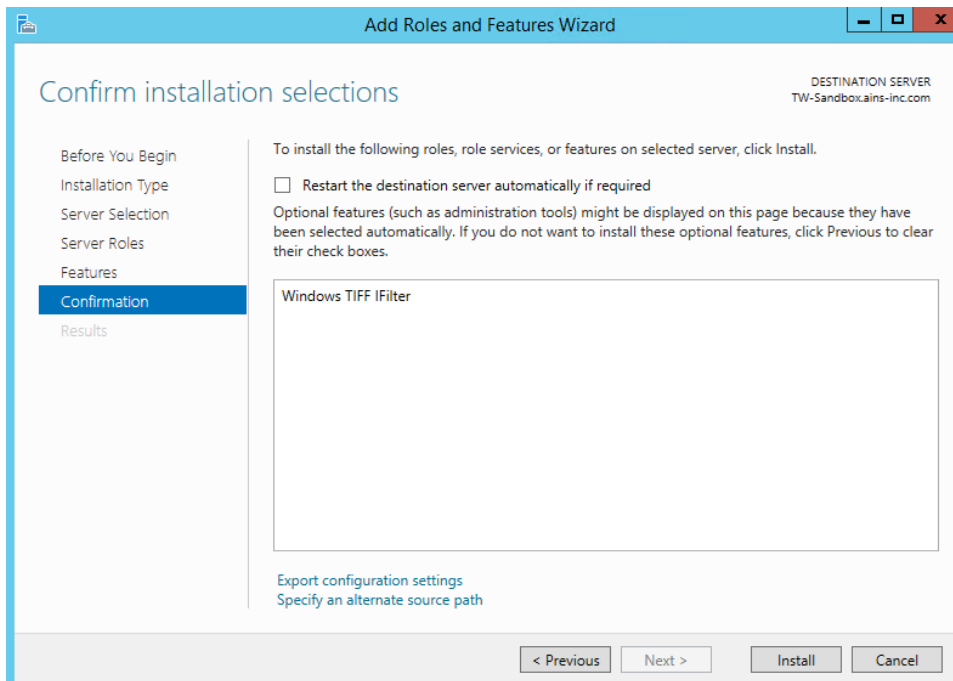 Add Roles and Features Wizard
Confirm installation selections
DESTINATION SERVER
TW-Sandbox.ains-inc.com
Before You Begin
Installation Type
Server Selection
Server Roles
Features
Confirmation
Results
To install the following roles, role services, or features on selected server, click Install.
Restart the destination server automatically if required
Optional features (such as administration tools) might be displayed on this page because they have
been selected automatically. If you do not want to install these optional features, click Previous to clear
their check boxes.
Windows TIFF IFilter
Export configuration settings
Specify an alternate source path
< Previous
Next >
Install
Cancel